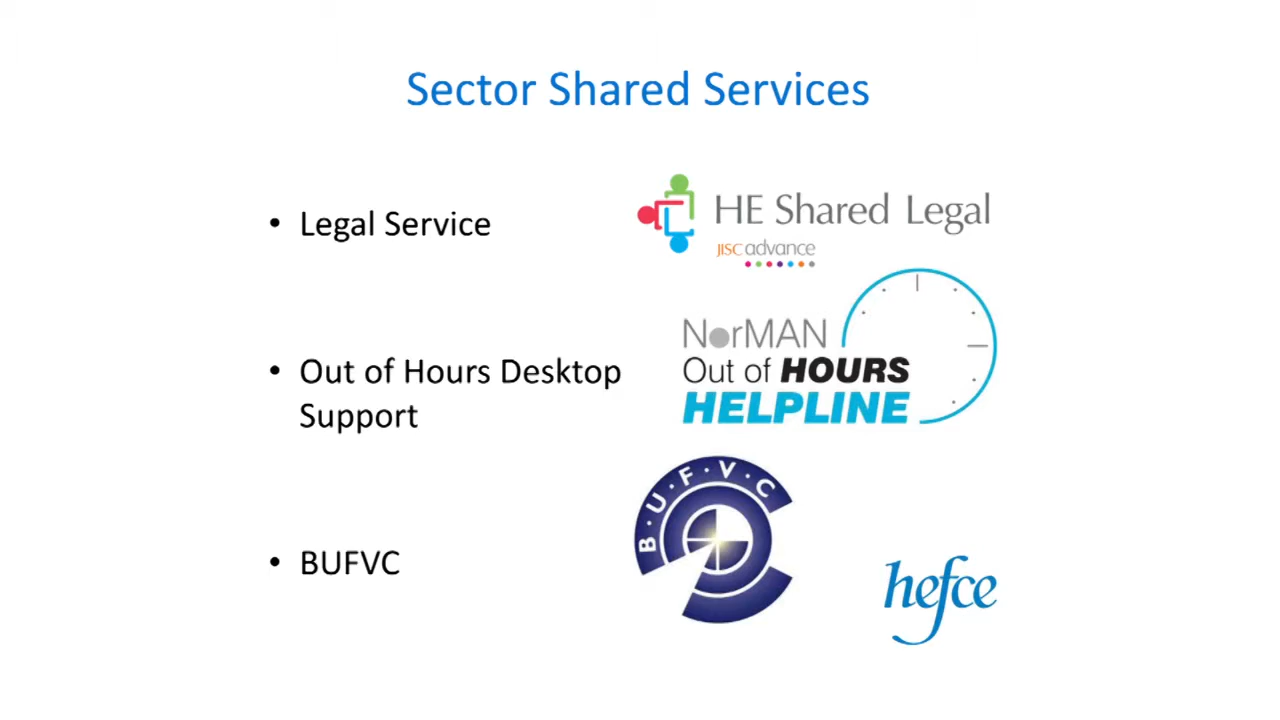 Sector Shared Services
• Legal Service
HE Shared Legal
JISC advance
• Out of Hours Desktop
Support
NorMAN
Out of HOURS
HELPLINE
B·U·F·V·C
• BUFVC
hefce